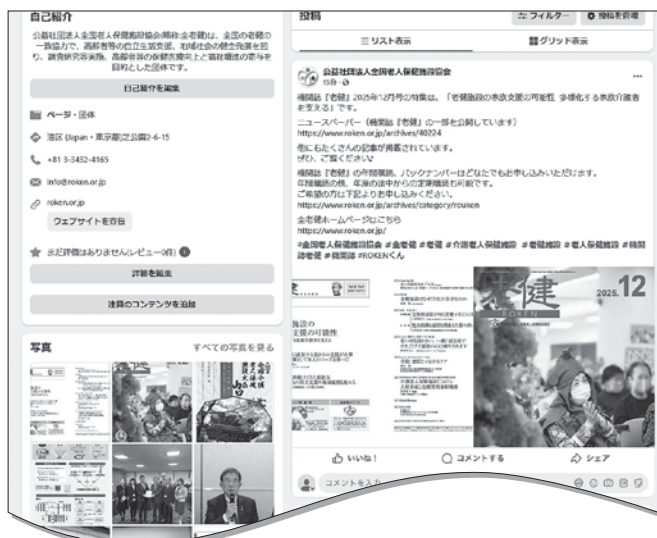 自己紹介
公益社団法人全国老人保健施設協会(略称:全老健)は、全国の老健の
一致協力で、高齢者等の自立生活支援、地域社会の健全発展を図
り、調査研究等実施、高齢者等の保健医療向上と福祉増進の寄与を
目的とした団体です。
自己紹介を編集
ページ・団体
港区 (Japan・東京都)芝公園2-6-15
+81 3-3432-4165
info@roken.or.jp
roken.or.jp
ウェブサイトを宣伝
まだ評価はありません(レビュー0件)
詳細を編集
注目のコンテンツを追加
写真
すべての写真を見る
投稿
フィルター
投稿を管理
リスト表示
グリッド表示
公益社団法人全国老人保健施設協会
15分
機関誌『老健』2025年12月号の特集は、「老健施設の家族支援の可能性 多様化する家族介護者
を支える」です。
ニュースペーパー（機関誌『老健』の一部を公開しています）
https://www.roken.or.jp/archives/40224
他にもたくさんの記事が掲載されています。
ぜひ、ご覧ください♪
機関誌『老健』の年間購読、バックナンバーはどなたでもお申し込みいただけます。
年間購読の他、年度の途中からの定期購読も可能です。
ご希望の方は下記よりお申し込みください。
https://www.roken.or.jp/archives/category/rouken
全老健ホームページはこちら
https://www.roken.or.jp/
#全国老人保健施設協会 #全老健 #老健 #介護老人保健施設 #老健施設 #老人保健施設 #機関
誌老健 #機関誌 #ROKENくん
老健
ROKEN
2025.12
いいね！
コメントする
シェア
コメントを入力